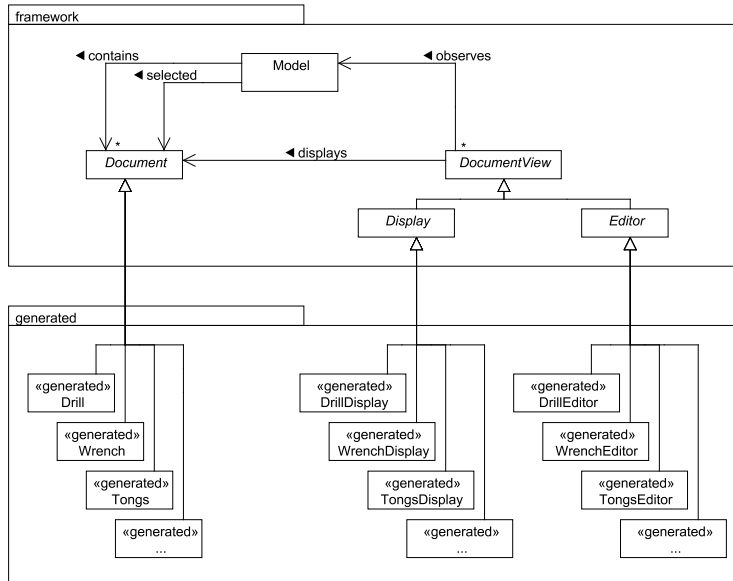 framework
◄ contains
Model
◄ observes
◄ selected
*
*
Document
◄ displays
DocumentView
Display
Editor
generated
«generated»
Drill
«generated»
DrillDisplay
«generated»
DrillEditor
«generated»
Wrench
«generated»
WrenchDisplay
«generated»
WrenchEditor
«generated»
Tongs
«generated»
TongsDisplay
«generated»
TongsEditor
«generated»
...
«generated»
...
«generated»
...